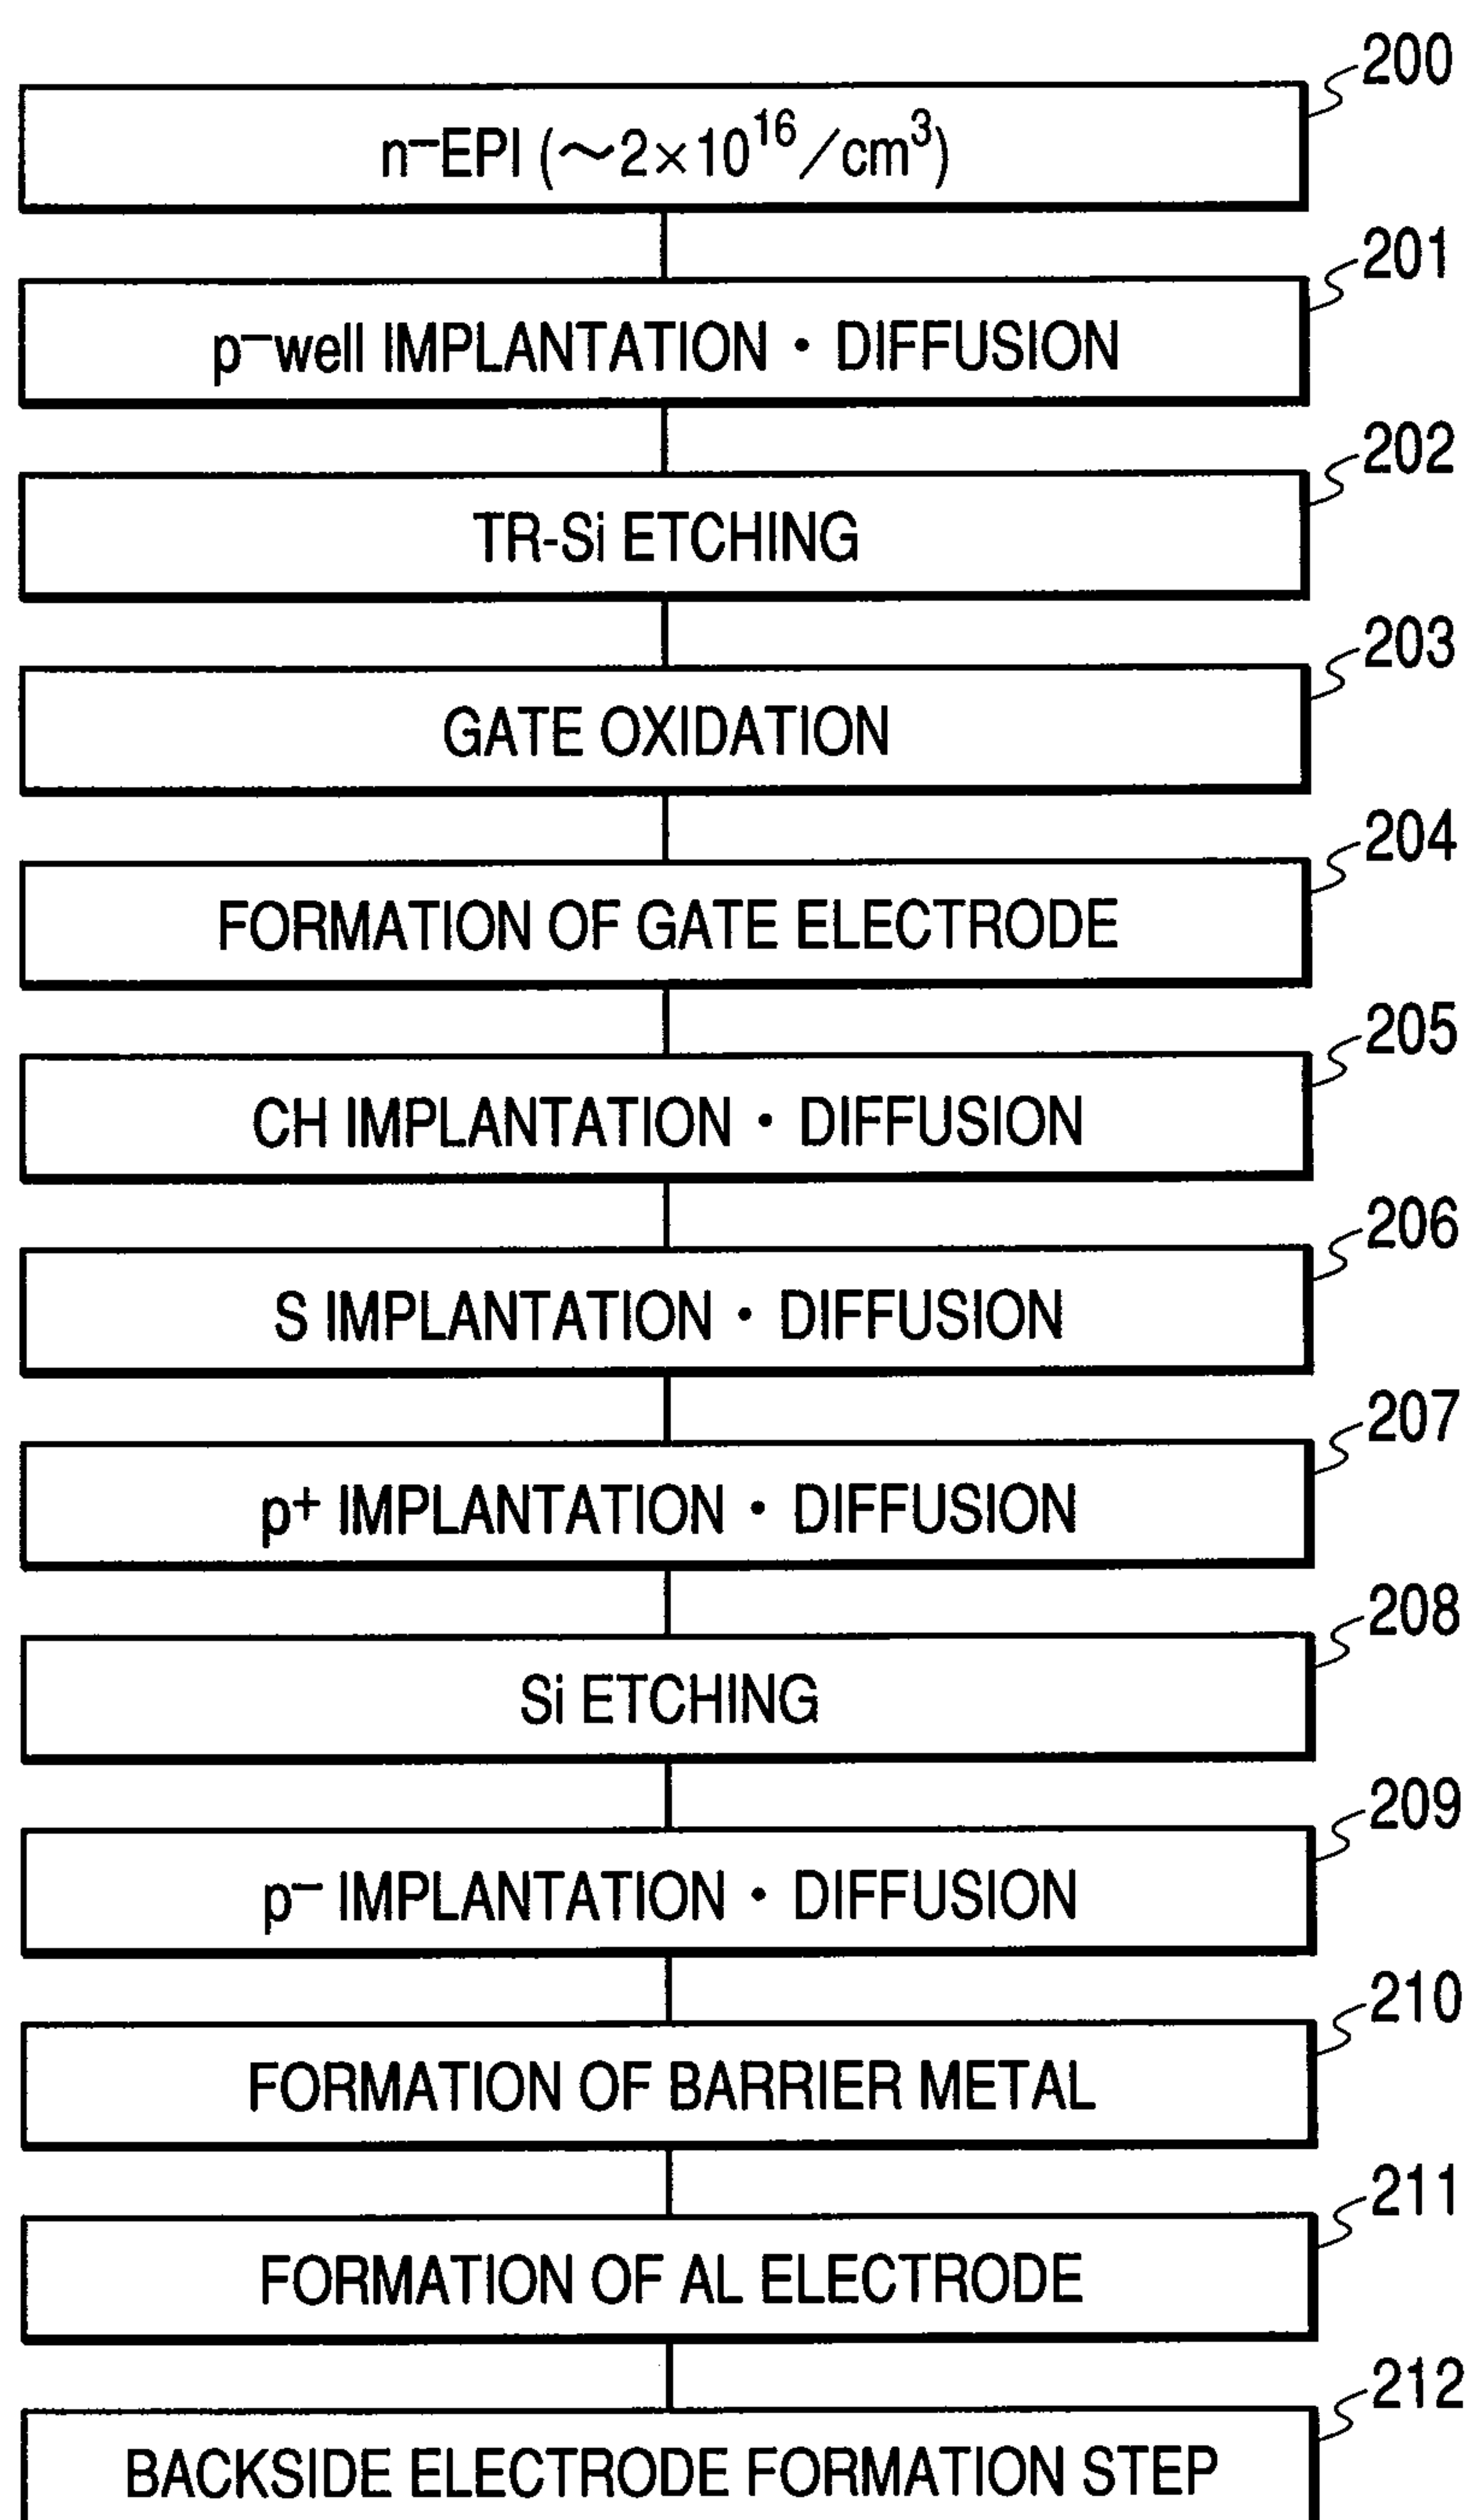 200
n⁻EPI (～2×10¹⁶/cm³)
201
p⁻well IMPLANTATION • DIFFUSION
202
TR-Si ETCHING
203
GATE OXIDATION
204
FORMATION OF GATE ELECTRODE
205
CH IMPLANTATION • DIFFUSION
206
S IMPLANTATION • DIFFUSION
207
p⁺ IMPLANTATION • DIFFUSION
208
Si ETCHING
209
p⁻ IMPLANTATION • DIFFUSION
210
FORMATION OF BARRIER METAL
211
FORMATION OF AL ELECTRODE
212
BACKSIDE ELECTRODE FORMATION STEP